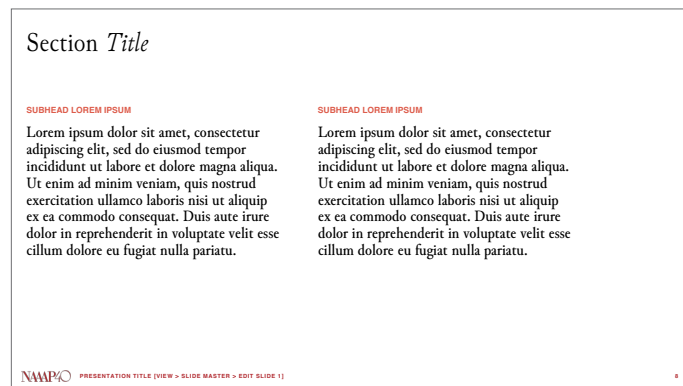 Section Title
SUBHEAD LOREM IPSUM
Lorem ipsum dolor sit amet, consectetur
adipiscing elit, sed do eiusmod tempor
incididunt ut labore et dolore magna aliqua.
Ut enim ad minim veniam, quis nostrud
exercitation ullamco laboris nisi ut aliquip
ex ea commodo consequat. Duis aute irure
dolor in reprehenderit in voluptate velit esse
cillum dolore eu fugiat nulla pariatu.
SUBHEAD LOREM IPSUM
Lorem ipsum dolor sit amet, consectetur
adipiscing elit, sed do eiusmod tempor
incididunt ut labore et dolore magna aliqua.
Ut enim ad minim veniam, quis nostrud
exercitation ullamco laboris nisi ut aliquip
ex ea commodo consequat. Duis aute irure
dolor in reprehenderit in voluptate velit esse
cillum dolore eu fugiat nulla pariatu.
NAAAP40
PRESENTATION TITLE [VIEW > SLIDE MASTER > EDIT SLIDE 1]
8